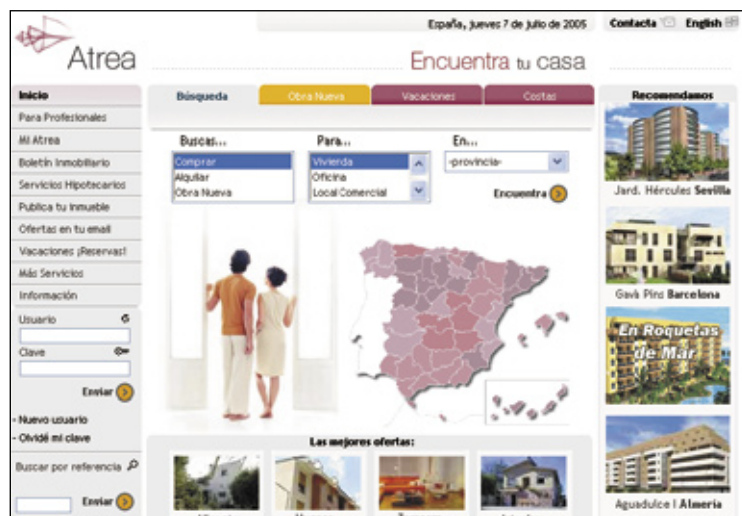 España, jueves 7 de julio de 2005
Contacta
English
Atrea
Encuentra tu casa
Inicio
Para Profesionales
Mi Atrea
Boletín Inmobiliario
Servicios Hipotecarios
Publica tu inmueble
Ofertas en tu email
Vacaciones ¡Reservas!
Más Servicios
Información
Usuario
Clave
Enviar
- Nuevo usuario
- Olvidé mi clave
Buscar por referencia
Enviar
Búsqueda
Obra Nueva
Vacaciones
Costas
Buscas...
Para...
En...
Comprar
Alquilar
Obra Nueva
Vivienda
Oficina
Local Comercial
-provincia-
Encuentra
Las mejores ofertas:
Recomendamos
Jard. Hércules Sevilla
Gavà Pins Barcelona
En Roquetas
de Mar
Aguadulce I Almería